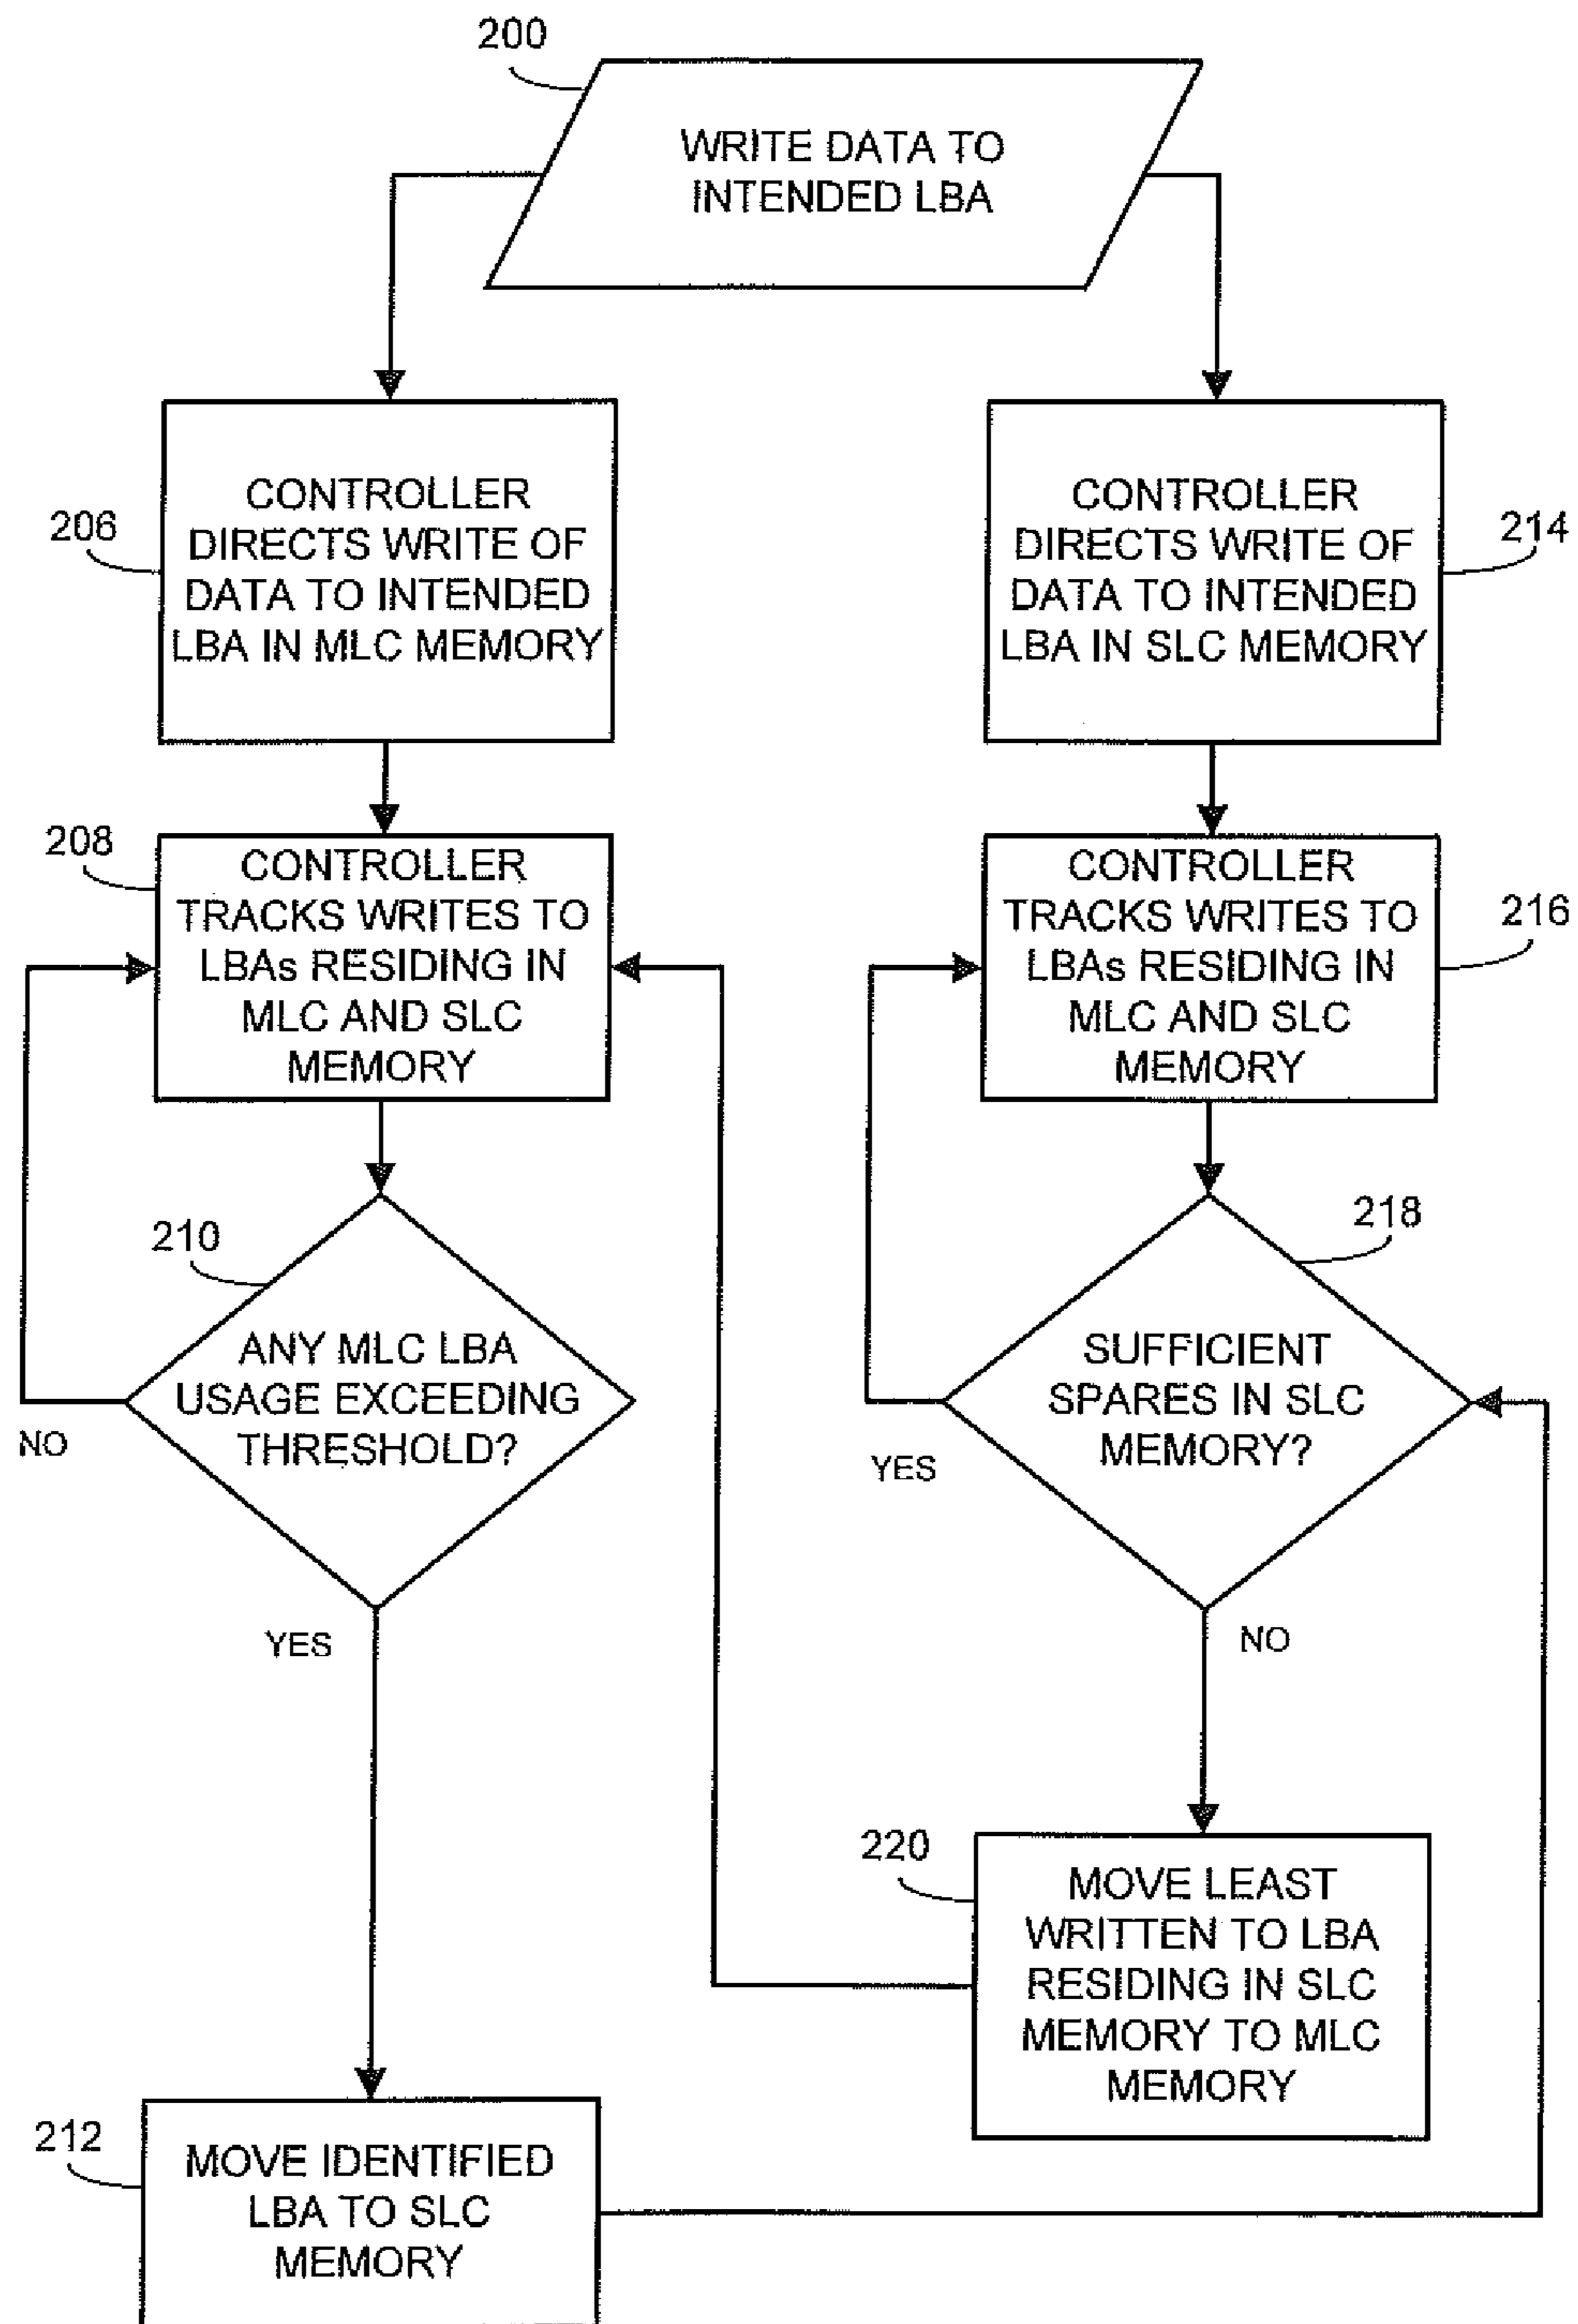 200
WRITE DATA TO
INTENDED LBA
206
CONTROLLER
DIRECTS WRITE OF
DATA TO INTENDED
LBA IN MLC MEMORY
CONTROLLER
DIRECTS WRITE OF
DATA TO INTENDED
LBA IN SLC MEMORY
214
208
CONTROLLER
TRACKS WRITES TO
LBAs RESIDING IN
MLC AND SLC
MEMORY
CONTROLLER
TRACKS WRITES TO
LBAs RESIDING IN
MLC AND SLC
MEMORY
216
210
ANY MLC LBA
USAGE EXCEEDING
THRESHOLD?
NO
YES
218
SUFFICIENT
SPARES IN SLC
MEMORY?
YES
NO
220
MOVE LEAST
WRITTEN TO LBA
RESIDING IN SLC
MEMORY TO MLC
MEMORY
212
MOVE IDENTIFIED
LBA TO SLC
MEMORY